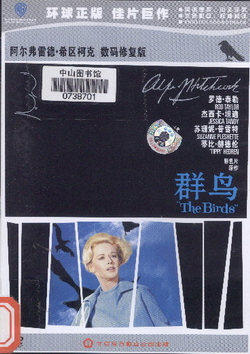 环球正版 佳片巨作
阿尔弗雷德·希区柯克 数码修复版
中山图书馆
0738701
Alfred Hitchcock
罗德·泰勒
ROD TAYLOR
杰西卡·坦迪
JESSICA TANDY
苏珊妮·普雷特
SUZANNE PLESHETTE
蒂比·赫德伦
'TIPPI' HEDREN
群鸟
"The Birds"